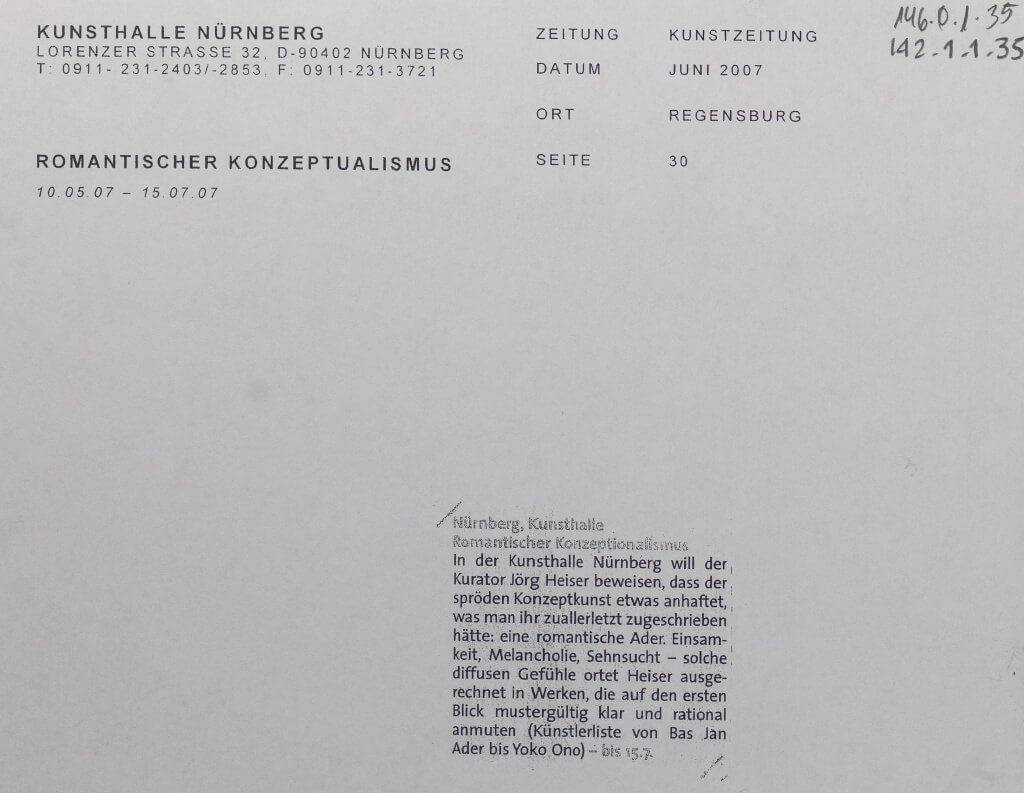 KUNSTHALLE NÜRNBERG
LORENZER STRASSE 32, D-90402 NÜRNBERG
T: 0911- 231-2403/-2853, F: 0911-231-3721
ROMANTISCHER KONZEPTUALISMUS
10.05.07 – 15.07.07
ZEITUNG KUNSTZEITUNG
DATUM JUNI 2007
ORT REGENSBURG
SEITE 30
146.0.1.35
142-1-1-35
Nürnberg, Kunsthalle
Romantischer Konzeptionalismus
In der Kunsthalle Nürnberg will der
Kurator Jörg Heiser beweisen, dass der
spröden Konzeptkunst etwas anhaftet,
was man ihr zuallerletzt zugeschrieben
hätte: eine romantische Ader. Einsam-
keit, Melancholie, Sehnsucht – solche
diffusen Gefühle ortet Heiser ausge-
rechnet in Werken, die auf den ersten
Blick mustergültig klar und rational
anmuten (Künstlerliste von Bas Jan
Ader bis Yoko Ono) – bis 15.7.